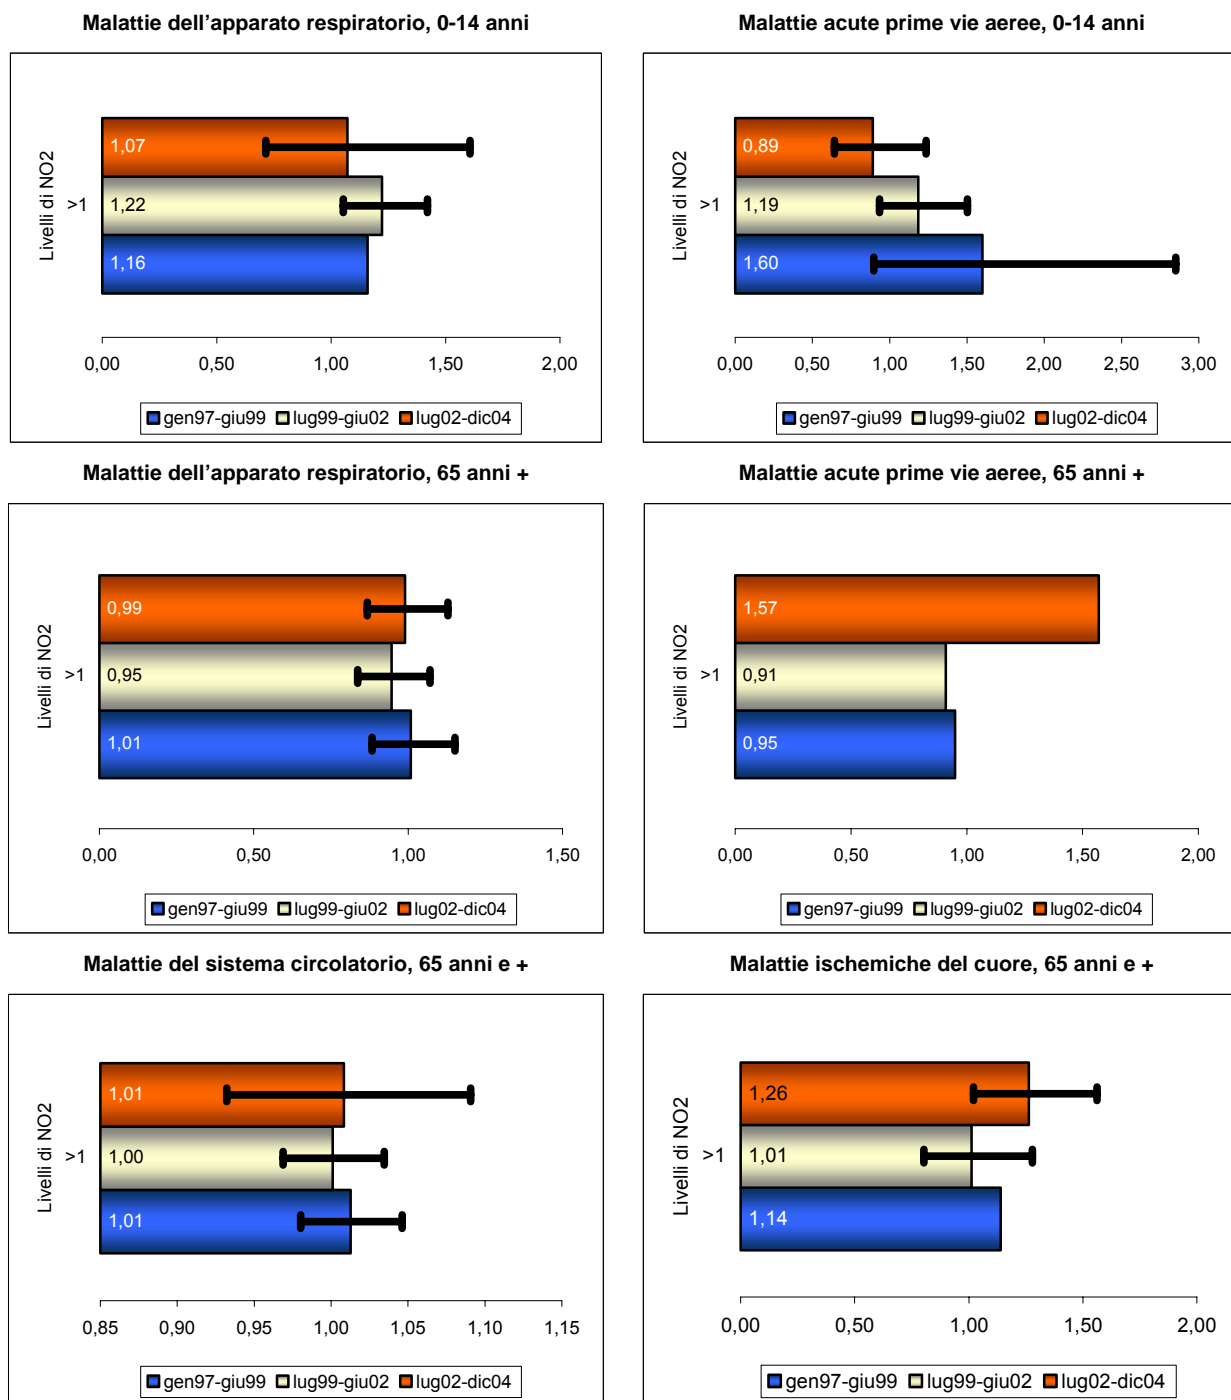 Malattie dell'apparato respiratorio, 0-14 anni
Livelli di NO2
>1
1,07
1,22
1,16
0,00 0,50 1,00 1,50 2,00
gen97-giu99 lug99-giu02 lug02-dic04
Malattie acute prime vie aeree, 0-14 anni
Livelli di NO2
>1
0,89
1,19
1,60
0,00 0,50 1,00 1,50 2,00 2,50 3,00
gen97-giu99 lug99-giu02 lug02-dic04
Malattie dell'apparato respiratorio, 65 anni +
Livelli di NO2
>1
0,99
0,95
1,01
0,00 0,50 1,00 1,50
gen97-giu99 lug99-giu02 lug02-dic04
Malattie acute prime vie aeree, 65 anni +
Livelli di NO2
>1
1,57
0,91
0,95
0,00 0,50 1,00 1,50 2,00
gen97-giu99 lug99-giu02 lug02-dic04
Malattie del sistema circolatorio, 65 anni e +
Livelli di NO2
>1
1,01
1,00
1,01
0,85 0,90 0,95 1,00 1,05 1,10 1,15
gen97-giu99 lug99-giu02 lug02-dic04
Malattie ischemiche del cuore, 65 anni e +
Livelli di NO2
>1
1,26
1,01
1,14
0,00 0,50 1,00 1,50 2,00
gen97-giu99 lug99-giu02 lug02-dic04